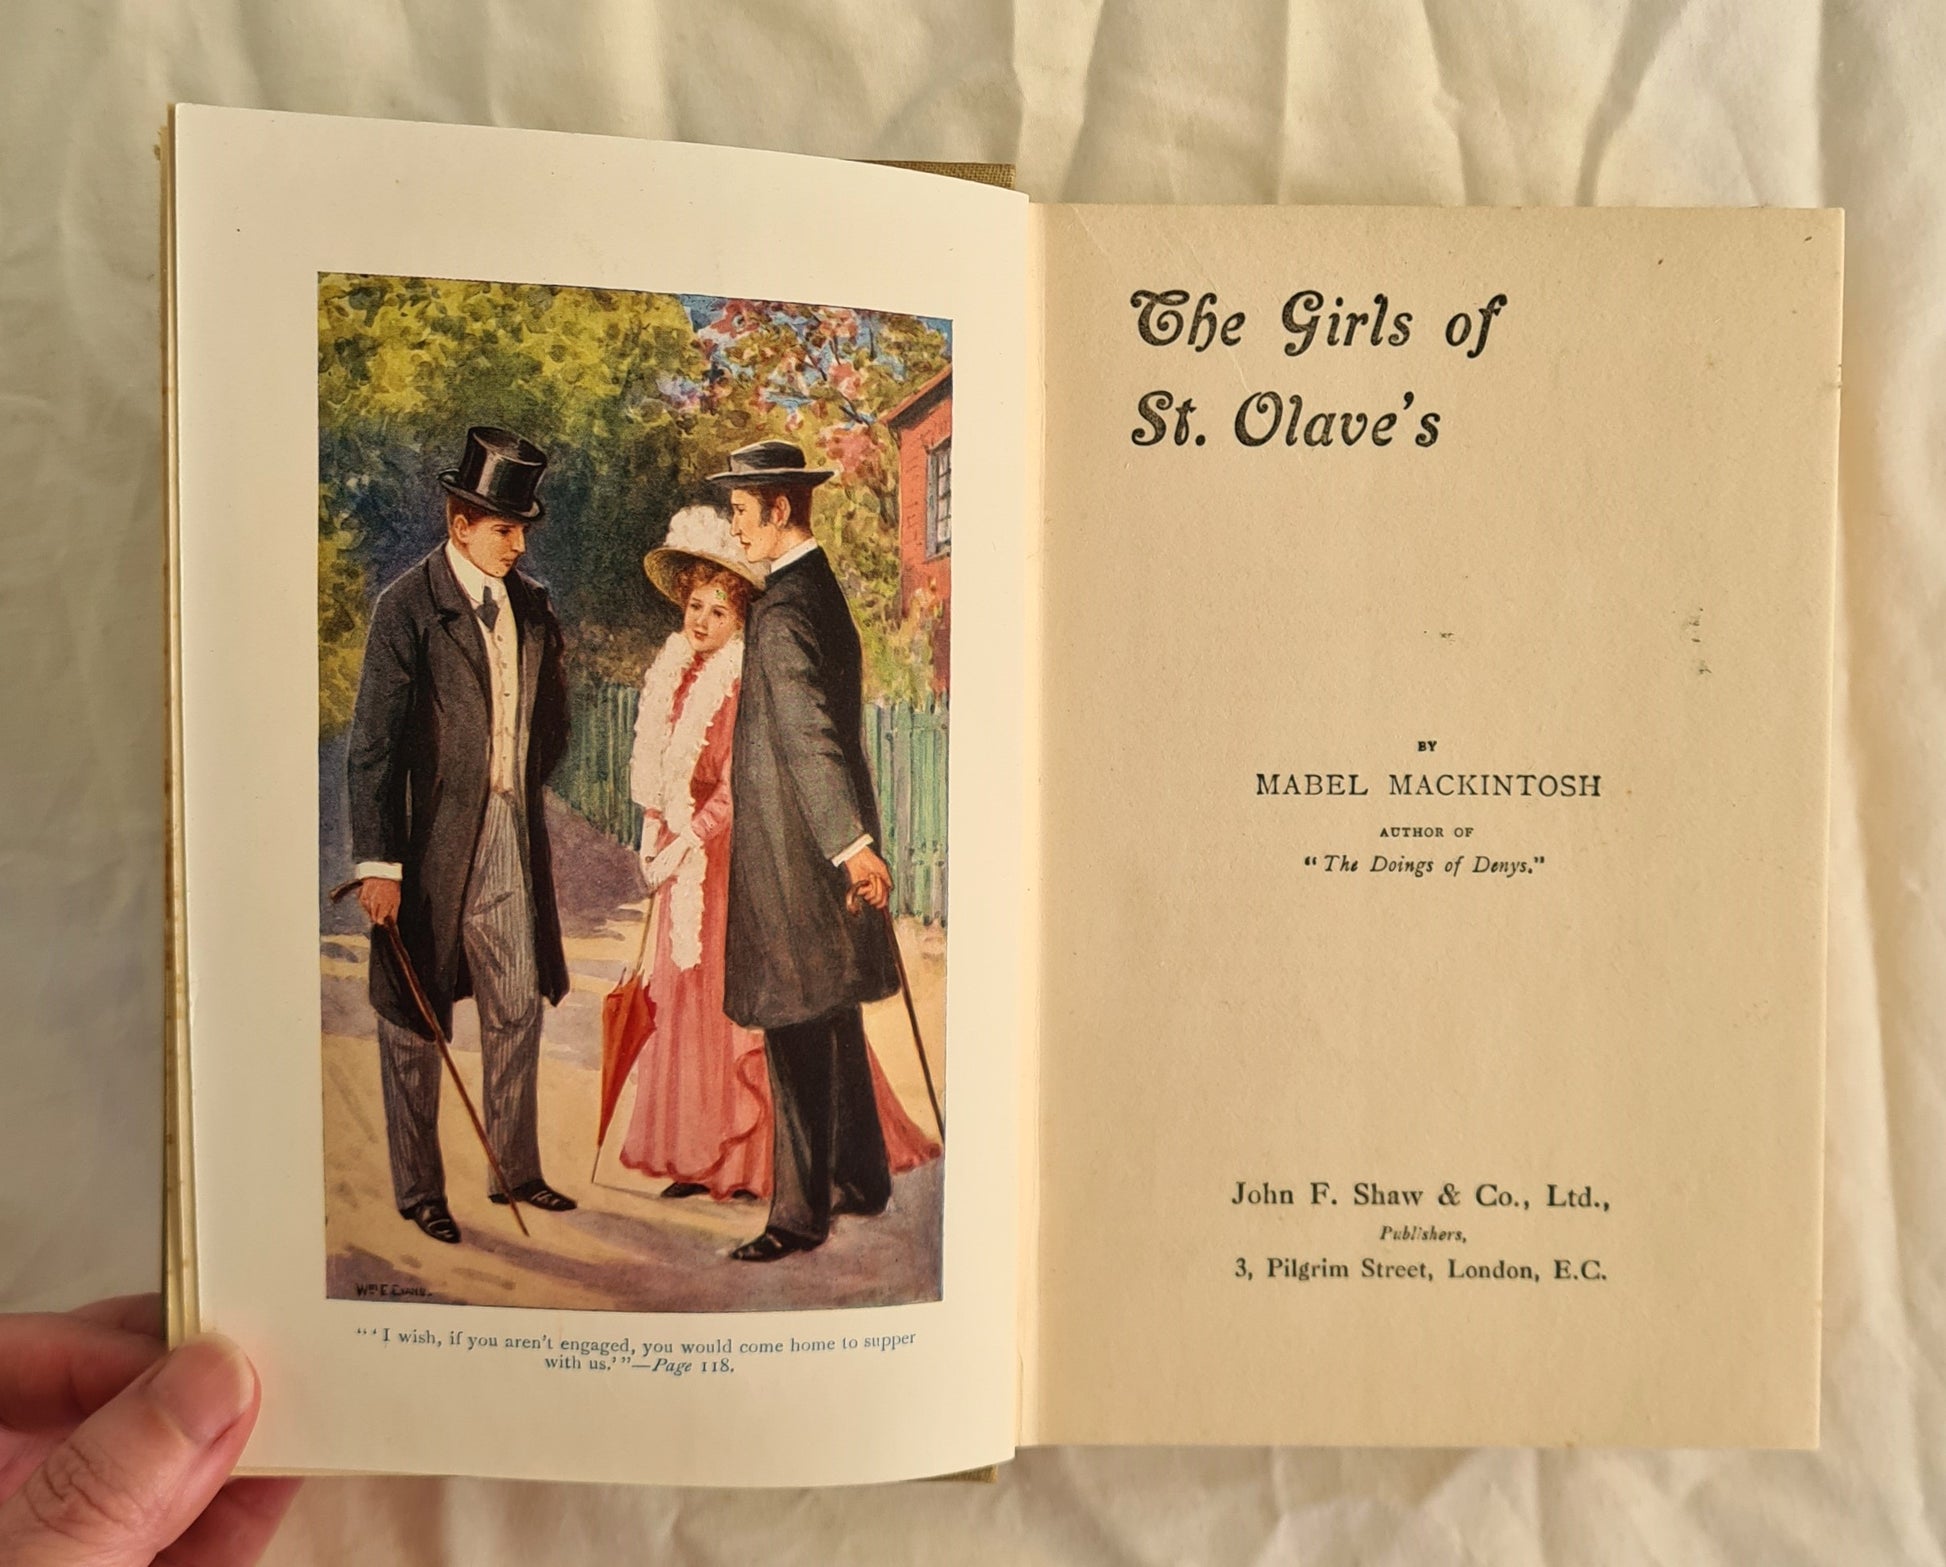 Wm E Evans.
"'I wish, if you aren't engaged, you would come home to supper
with us.'"—Page 118.
The Girls of
St. Olave's
BY
MABEL MACKINTOSH
AUTHOR OF
"The Doings of Denys."
John F. Shaw & Co., Ltd.,
Publishers,
3, Pilgrim Street, London, E.C.